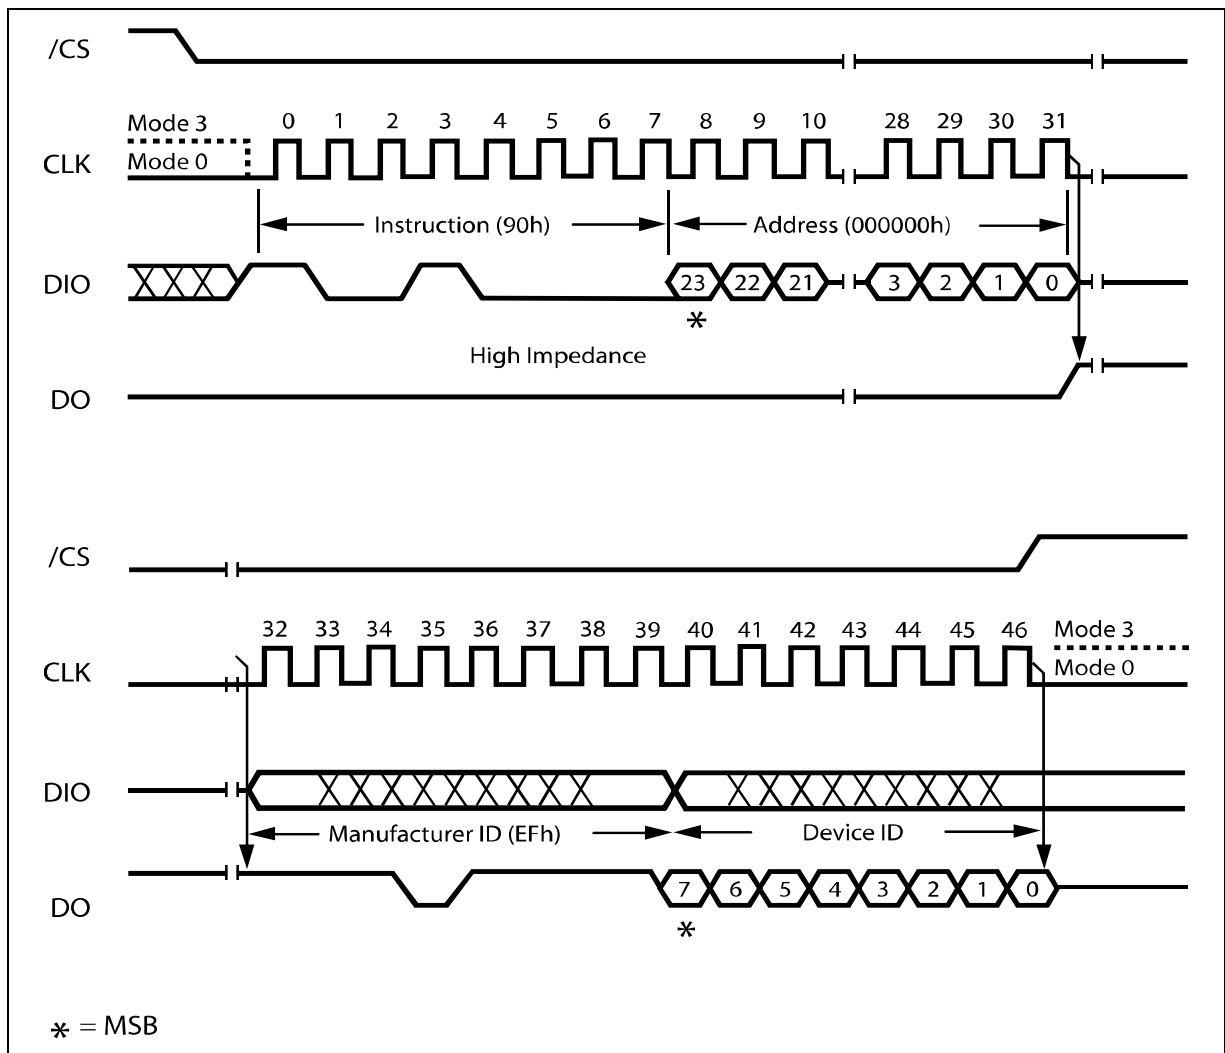 /CS
Mode 3
0 1 2 3 4 5 6 7 8 9 10 28 29 30 31
CLK
Mode 0
Instruction (90h)
Address (000000h)
DIO
23 22 21 3 2 1 0
*
High Impedance
DO
/CS
32 33 34 35 36 37 38 39 40 41 42 43 44 45 46
Mode 3
CLK
Mode 0
DIO
Manufacturer ID (EFh)
Device ID
DO
7 6 5 4 3 2 1 0
*
* = MSB